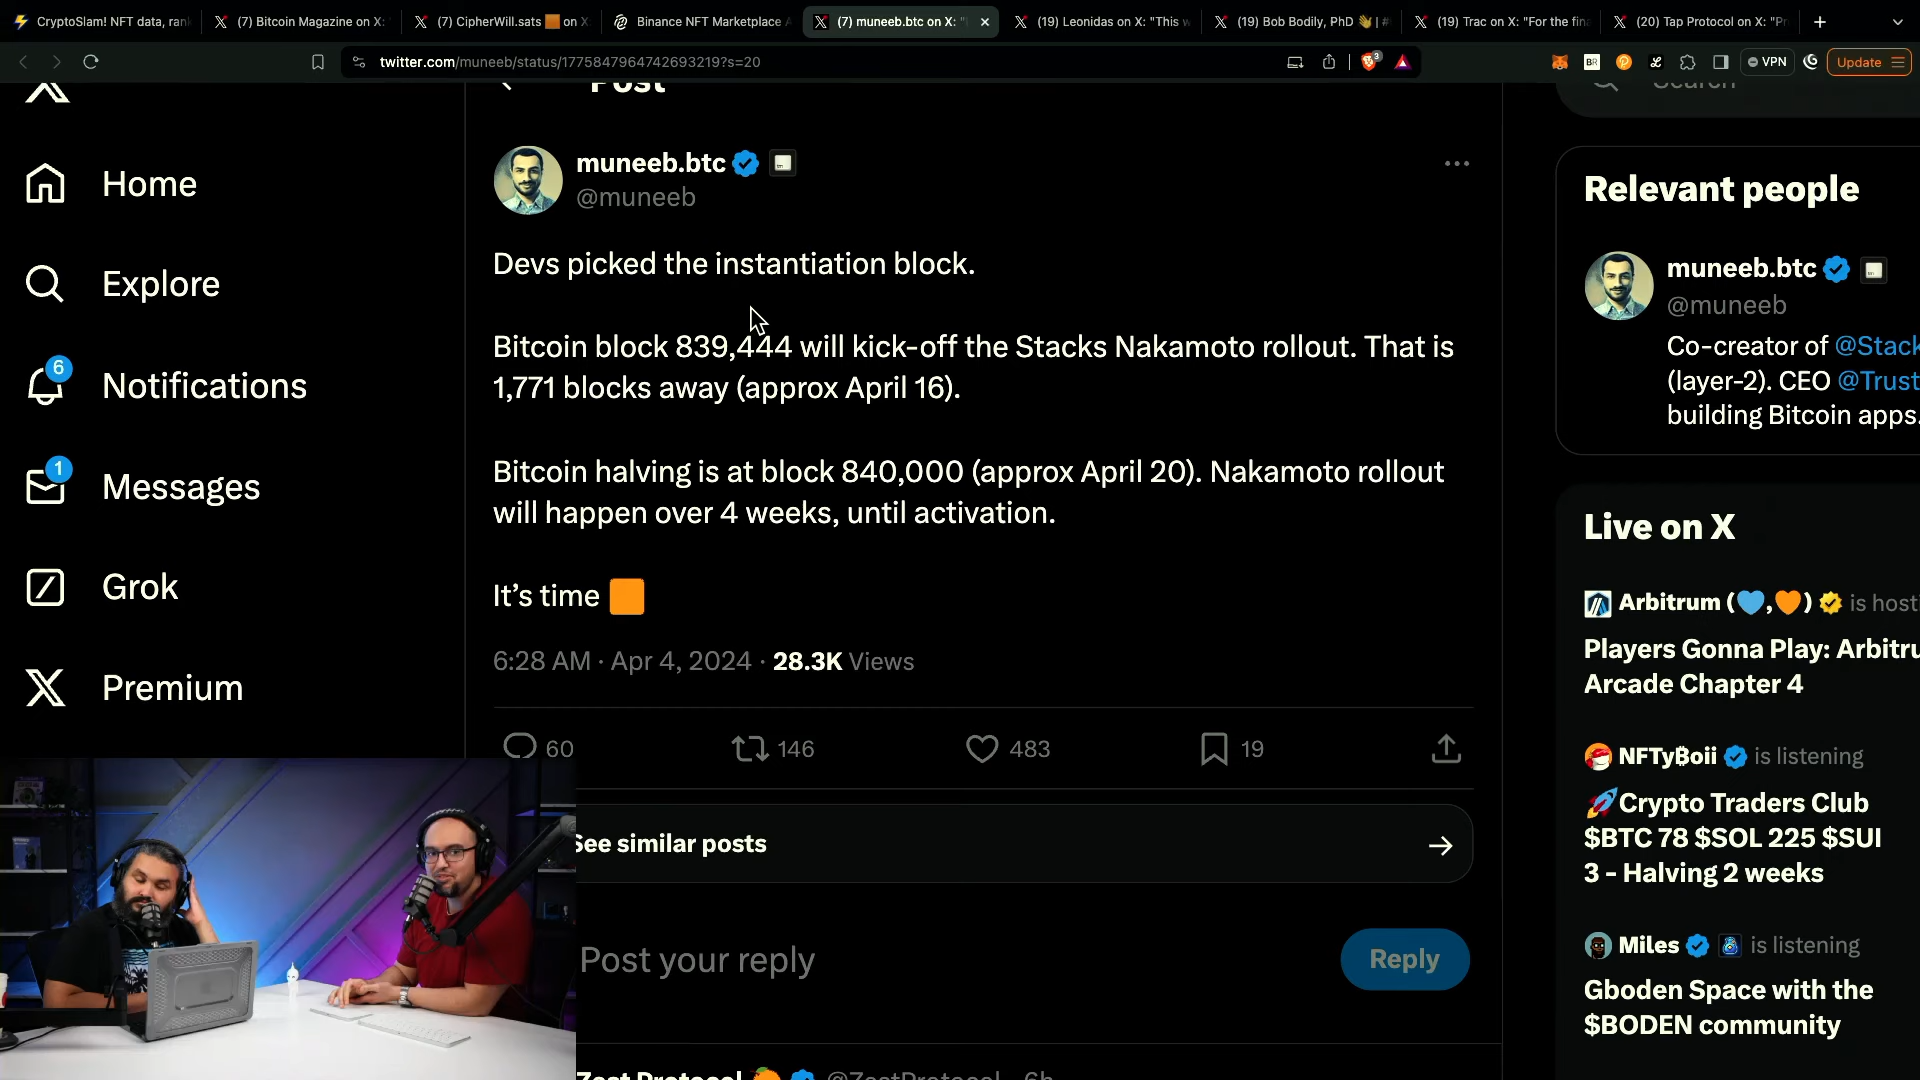 CryptoSlam! NFT data, rank
(7) Bitcoin Magazine on X:
(7) CipherWill.sats 🟧 on X
Binance NFT Marketplace
(7) muneeb.btc on X: "
(19) Leonidas on X: "This w
(19) Bob Bodily, PhD 👋 | #
(19) Trac on X: "For the fin
(20) Tap Protocol on X: "Pr
twitter.com/muneeb/status/1775847964742693219?s=20
3
BR
VPN
Update
Post
Search
Home
Explore
6
Notifications
1
Messages
Grok
Premium
muneeb.btc
@muneeb
Devs picked the instantiation block.
Bitcoin block 839,444 will kick-off the Stacks Nakamoto rollout. That is
1,771 blocks away (approx April 16).
Bitcoin halving is at block 840,000 (approx April 20). Nakamoto rollout
will happen over 4 weeks, until activation.
It's time 🟧
6:28 AM · Apr 4, 2024 · 28.3K Views
60
146
483
19
See similar posts
Post your reply
Reply
Zest Protocol 🍊 @ZestProtocol · 6h
Relevant people
muneeb.btc
@muneeb
Co-creator of @Stack
(layer-2). CEO @Trust
building Bitcoin apps.
Live on X
Arbitrum (💙,🧡) is hosti
Players Gonna Play: Arbitru
Arcade Chapter 4
NFTy₿oii is listening
🚀Crypto Traders Club
$BTC 78 $SOL 225 $SUI
3 - Halving 2 weeks
Miles is listening
Gboden Space with the
$BODEN community